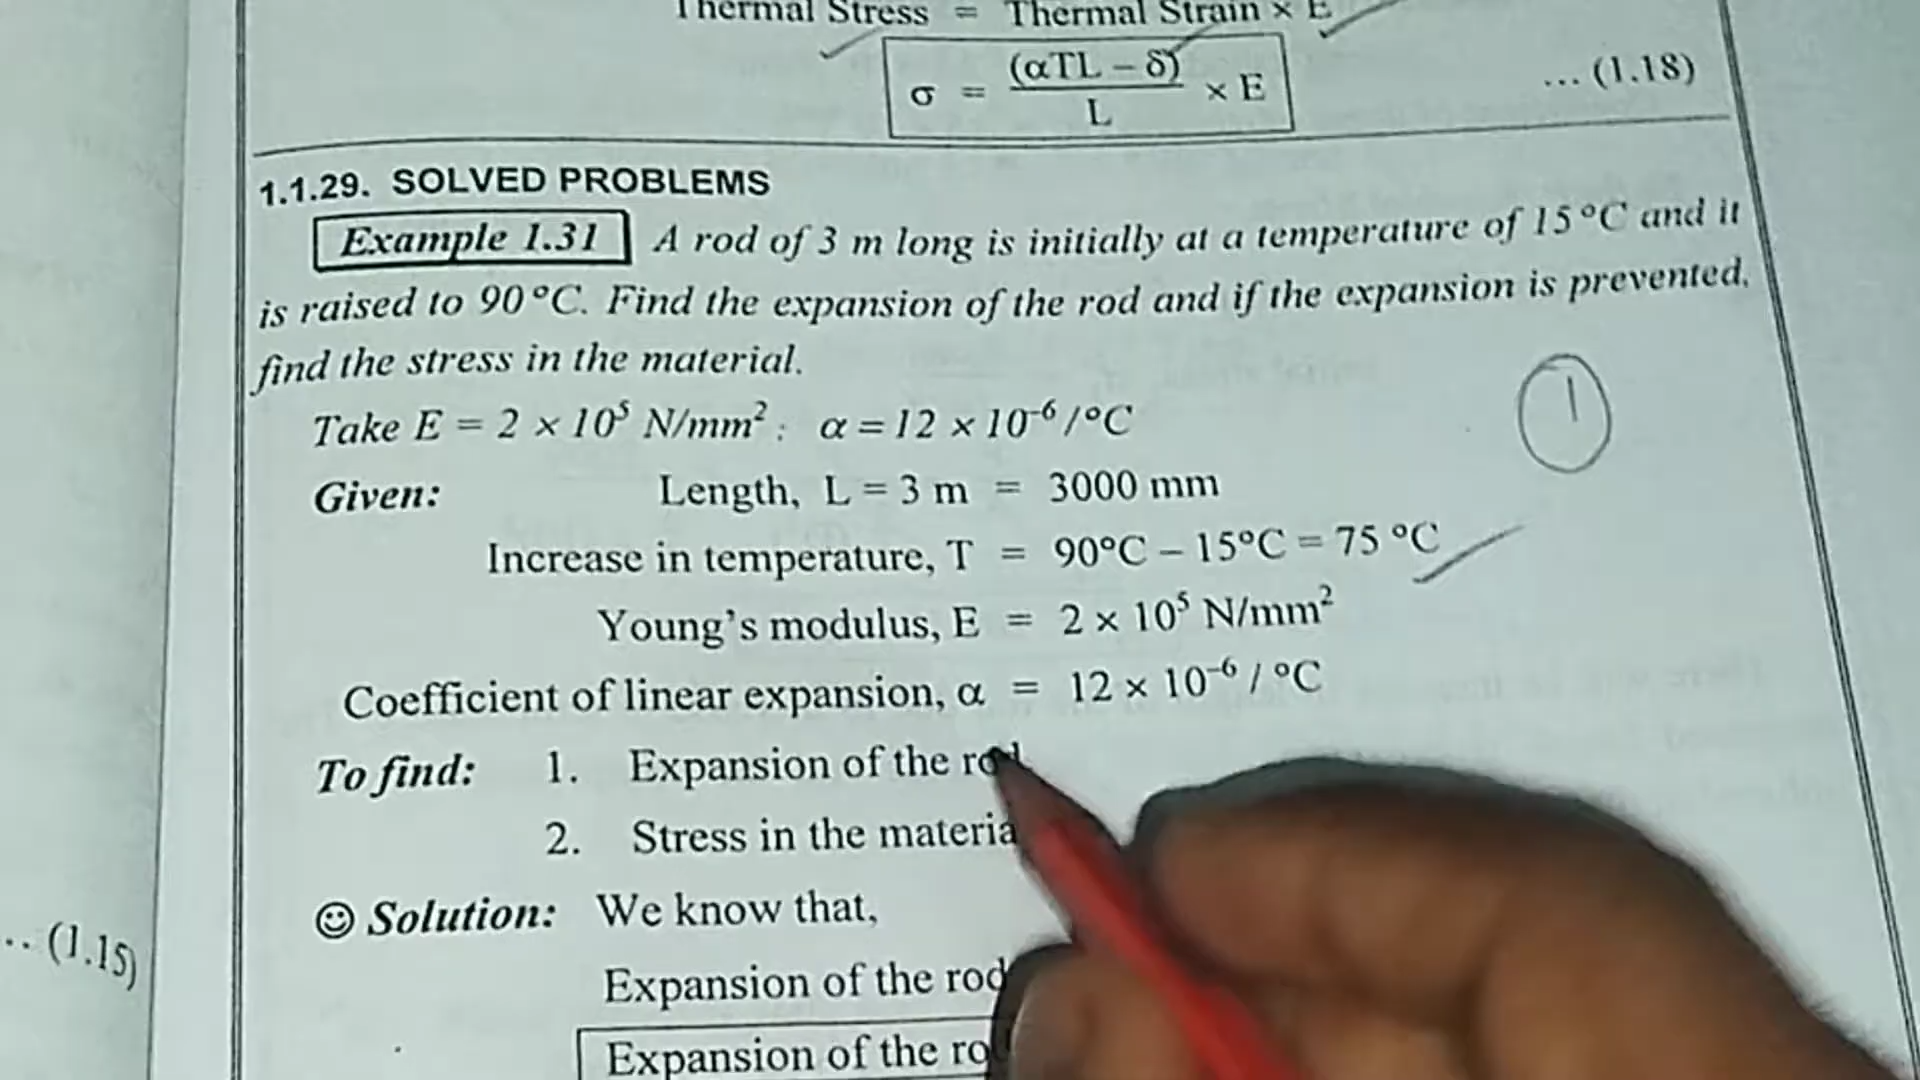 Thermal Stress = Thermal Strain × E
σ = (αTL – δ) / L × E ... (1.18)
1.1.29. SOLVED PROBLEMS
Example 1.31 A rod of 3 m long is initially at a temperature of 15 °C and it
is raised to 90 °C. Find the expansion of the rod and if the expansion is prevented,
find the stress in the material.
Take E = 2 × 10⁵ N/mm² ; α = 12 × 10⁻⁶ /°C
1
Given: Length, L = 3 m = 3000 mm
Increase in temperature, T = 90°C – 15°C = 75 °C
Young's modulus, E = 2 × 10⁵ N/mm²
Coefficient of linear expansion, α = 12 × 10⁻⁶ / °C
To find: 1. Expansion of the rod
2. Stress in the materia
☺ Solution: We know that,
Expansion of the rod
Expansion of the ro
.. (1.15)